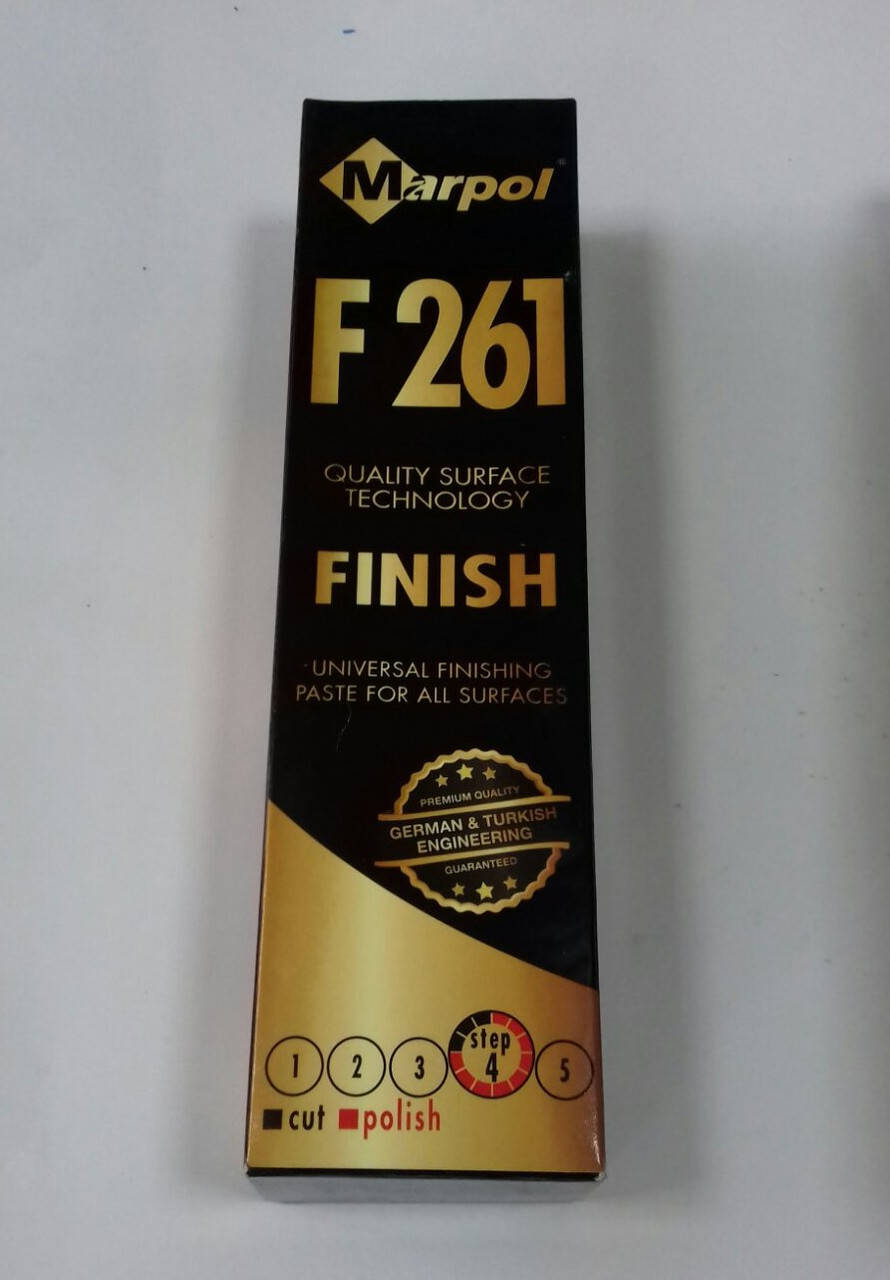 Marpol®
F 261
QUALITY SURFACE
TECHNOLOGY
FINISH
UNIVERSAL FINISHING
PASTE FOR ALL SURFACES
PREMIUM QUALITY
GERMAN & TURKISH
ENGINEERING
GUARANTEED
1 2 3 step 4 5
cut polish